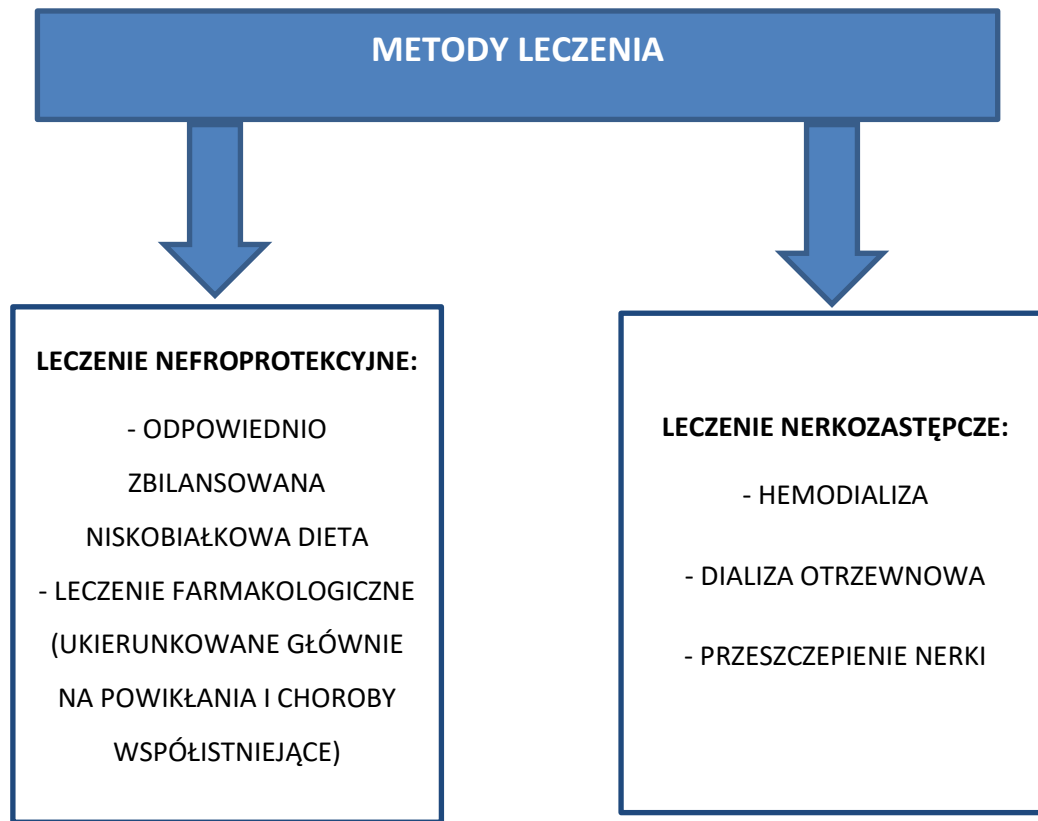 METODY LECZENIA
LECZENIE NEFROPROTEKCYJNE:
- ODPOWIEDNIO
ZBILANSOWANA
NISKOBIAŁKOWA DIETA
- LECZENIE FARMAKOLOGICZNE
(UKIERUNKOWANE GŁÓWNIE
NA POWIKŁANIA I CHOROBY
WSPÓŁISTNIEJĄCE)
LECZENIE NERKOZASTĘPCZE:
- HEMODIALIZA
- DIALIZA OTRZEWNOWA
- PRZESZCZEPIENIE NERKI